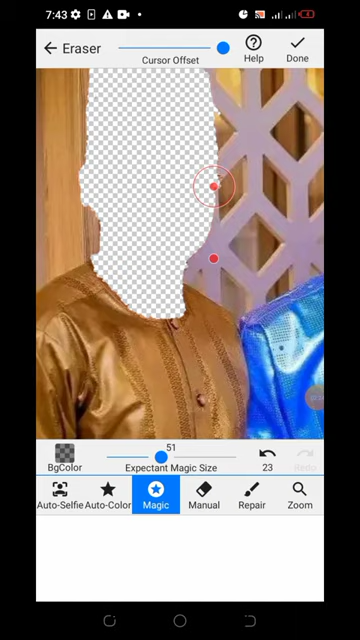 7:43
Eraser
Cursor Offset
Help
Done
51
BgColor
Expectant Magic Size
23
Redo
Auto-Selfie
Auto-Color
Magic
Manual
Repair
Zoom